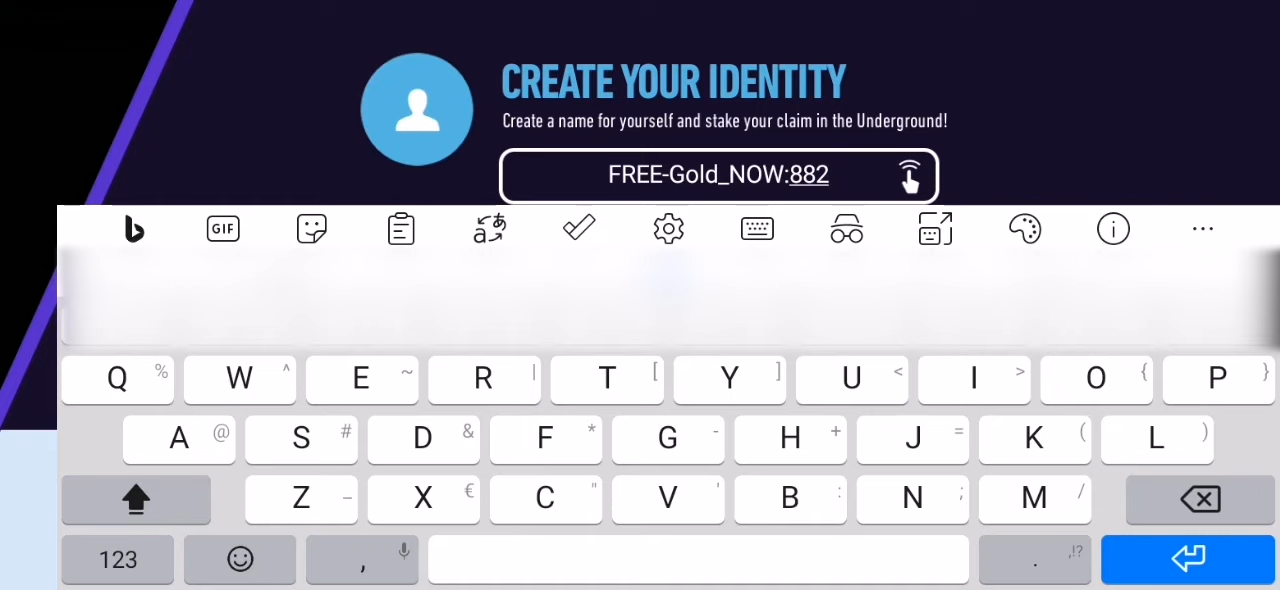 CREATE YOUR IDENTITY
Create a name for yourself and stake your claim in the Underground!
FREE-Gold_NOW:882
GIF
Q % W ^ E ~ R | T [ Y ] U < I > O { P }
A @ S # D & F * G - H + J = K ( L )
Z _ X € C " V ' B : N ; M /
123 , . ,!?